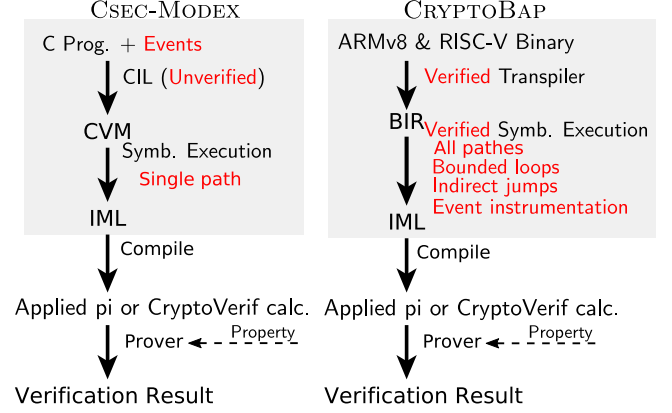 CSEC-MODEX
C Prog. + Events
CIL (Unverified)
CVM
Symb. Execution
Single path
IML
Compile
Applied pi or CryptoVerif calc.
Prover
Property
Verification Result
CRYPTOBAP
ARMv8 & RISC-V Binary
Verified Transpiler
BIR
Verified Symb. Execution
All pathes
Bounded loops
Indirect jumps
Event instrumentation
IML
Compile
Applied pi or CryptoVerif calc.
Prover
Property
Verification Result